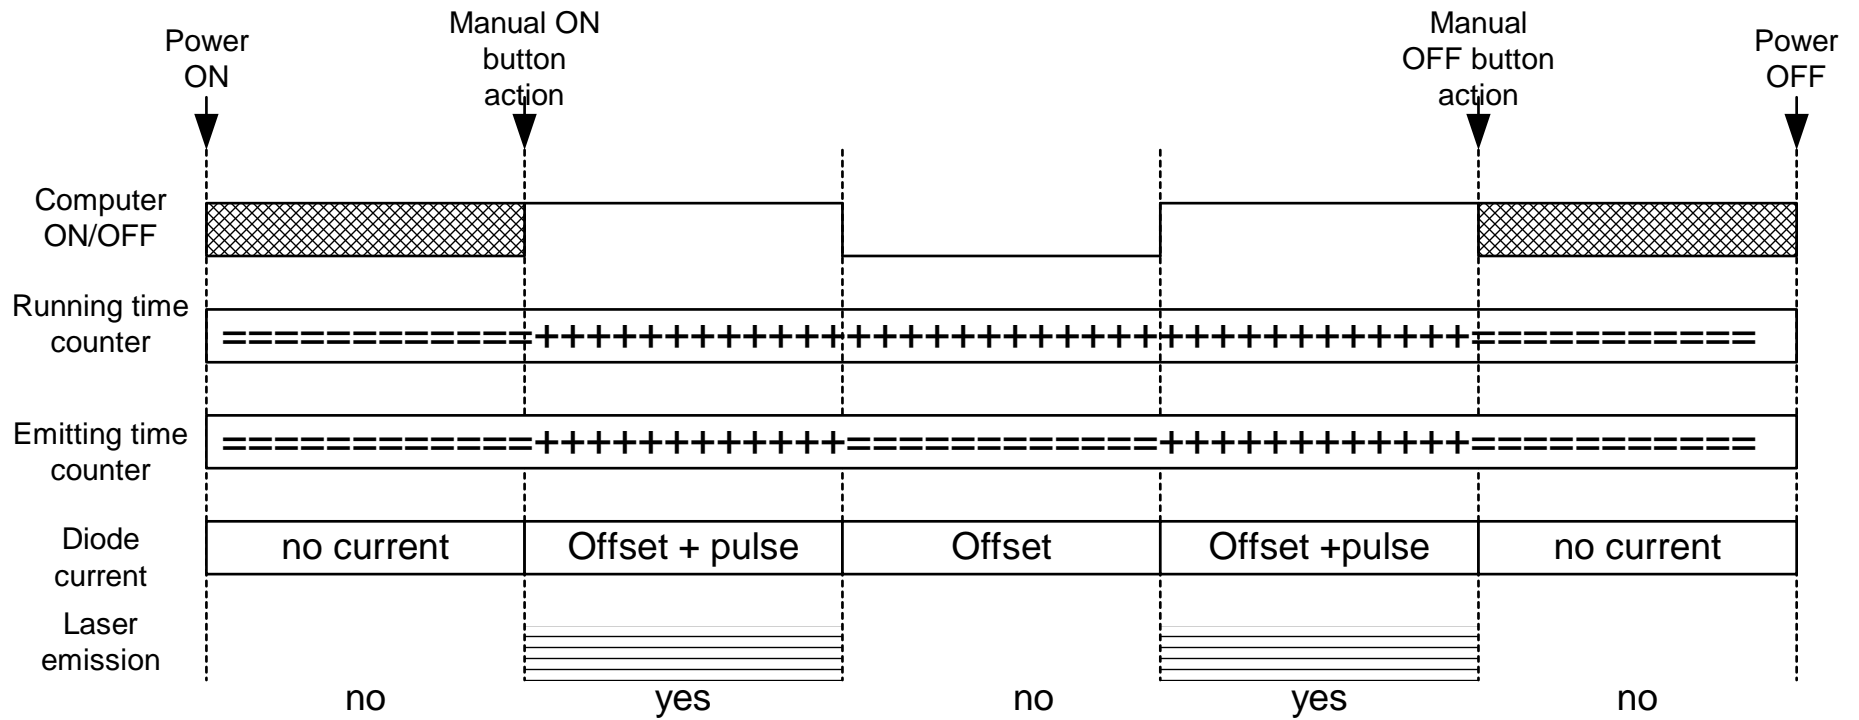 Power
ON
Manual ON
button
action
Manual
OFF button
action
Power
OFF
Computer
ON/OFF
Running time
counter
============++++++++++++++++++++++++++++++++++++===========
Emitting time
counter
============++++++++++++============++++++++++++===========
Diode
current
no current
Offset + pulse
Offset
Offset +pulse
no current
Laser
emission
no
yes
no
yes
no